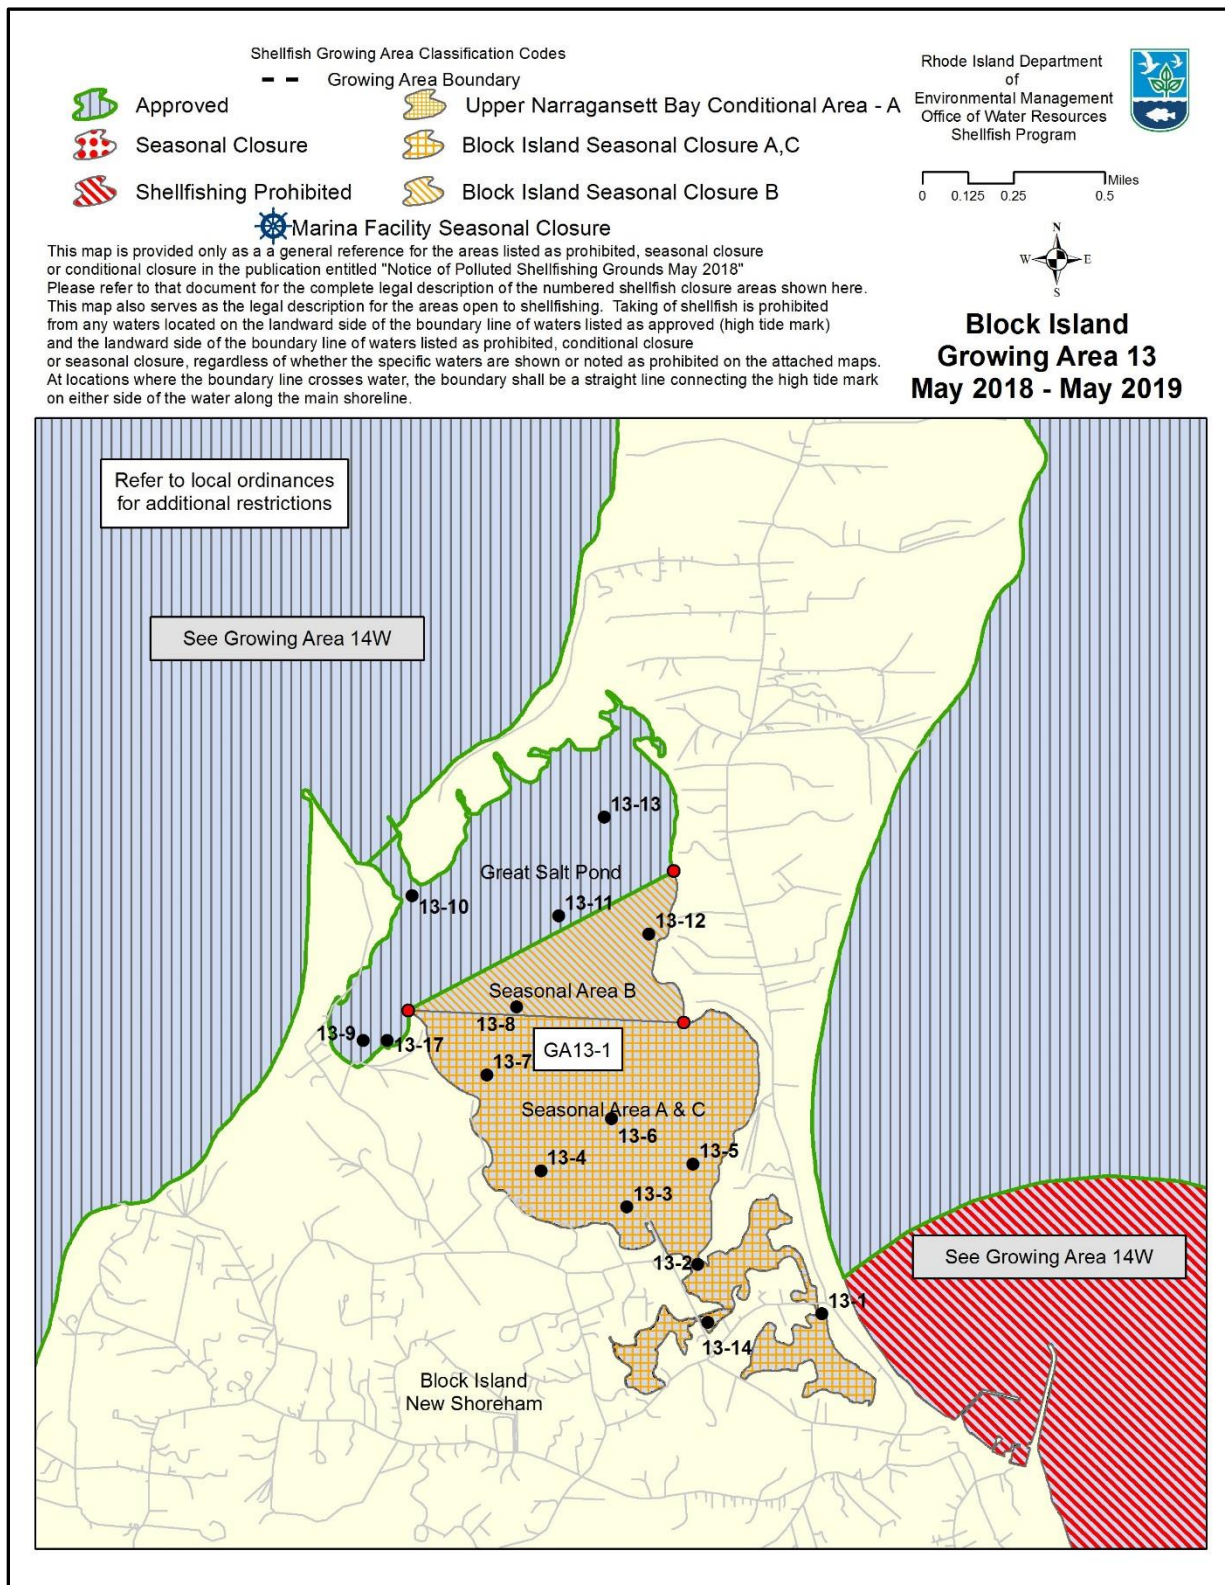 Shellfish Growing Area Classification Codes
Growing Area Boundary
Approved
Upper Narragansett Bay Conditional Area - A
Seasonal Closure
Block Island Seasonal Closure A,C
Shellfishing Prohibited
Block Island Seasonal Closure B
Marina Facility Seasonal Closure
This map is provided only as a a general reference for the areas listed as prohibited, seasonal closure
or conditional closure in the publication entitled "Notice of Polluted Shellfishing Grounds May 2018"
Please refer to that document for the complete legal description of the numbered shellfish closure areas shown here.
This map also serves as the legal description for the areas open to shellfishing. Taking of shellfish is prohibited
from any waters located on the landward side of the boundary line of waters listed as approved (high tide mark)
and the landward side of the boundary line of waters listed as prohibited, conditional closure
or seasonal closure, regardless of whether the specific waters are shown or noted as prohibited on the attached maps.
At locations where the boundary line crosses water, the boundary shall be a straight line connecting the high tide mark
on either side of the water along the main shoreline.
Rhode Island Department
of
Environmental Management
Office of Water Resources
Shellfish Program
Miles
0 0.125 0.25 0.5
N
W E
S
Block Island
Growing Area 13
May 2018 - May 2019
Refer to local ordinances
for additional restrictions
See Growing Area 14W
13-13
Great Salt Pond
13-10
13-11
13-12
Seasonal Area B
13-8
13-9
13-17
GA13-1
13-7
Seasonal Area A & C
13-6
13-4
13-5
13-3
See Growing Area 14W
13-2
13-1
13-14
Block Island
New Shoreham